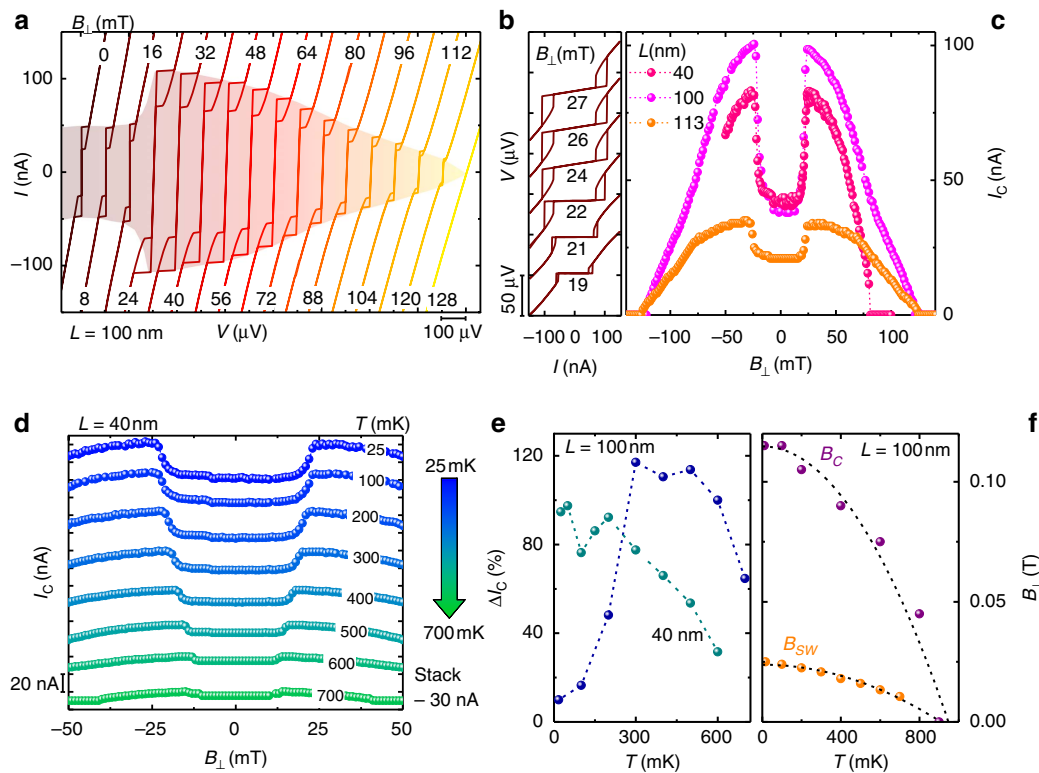 a
B⊥ (mT)
0 16 32 48 64 80 96 112
100
0
−100
I (nA)
8 24 40 56 72 88 104 120 128
L = 100 nm
V (μV)
100 μV
b
B⊥(mT)
27
26
24
22
21
19
V (μV)
50 μV
−100 0 100
I (nA)
c
L(nm)
40
100
113
100
50
0
I_C (nA)
−100 −50 0 50 100
B⊥ (mT)
d
L = 40 nm
T (mK)
25
100
200
300
400
500
600
700
I_C (nA)
20 nA
−50 −25 0 25 50
B⊥ (mT)
25 mK
700 mK
Stack
– 30 nA
e
L = 100 nm
120
80
40
0
ΔI_C (%)
40 nm
0 300 600
T (mK)
f
L = 100 nm
B_C
B_SW
0.10
0.05
0.00
B⊥ (T)
0 400 800
T (mK)